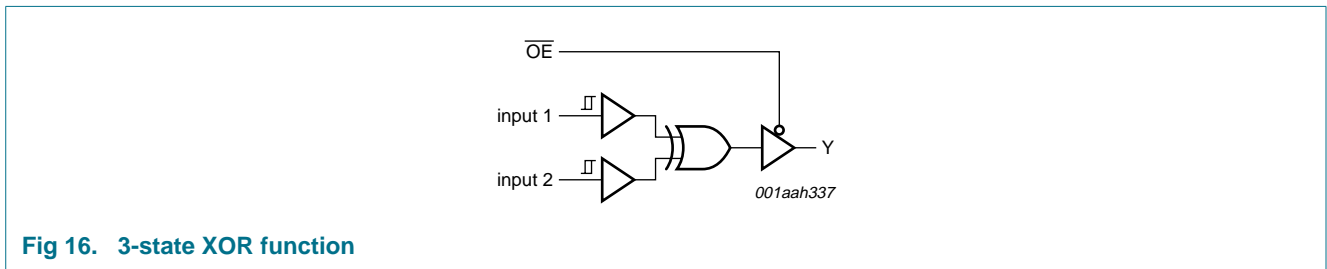 OE
input 1
Y
input 2
001aah337
Fig 16. 3-state XOR function